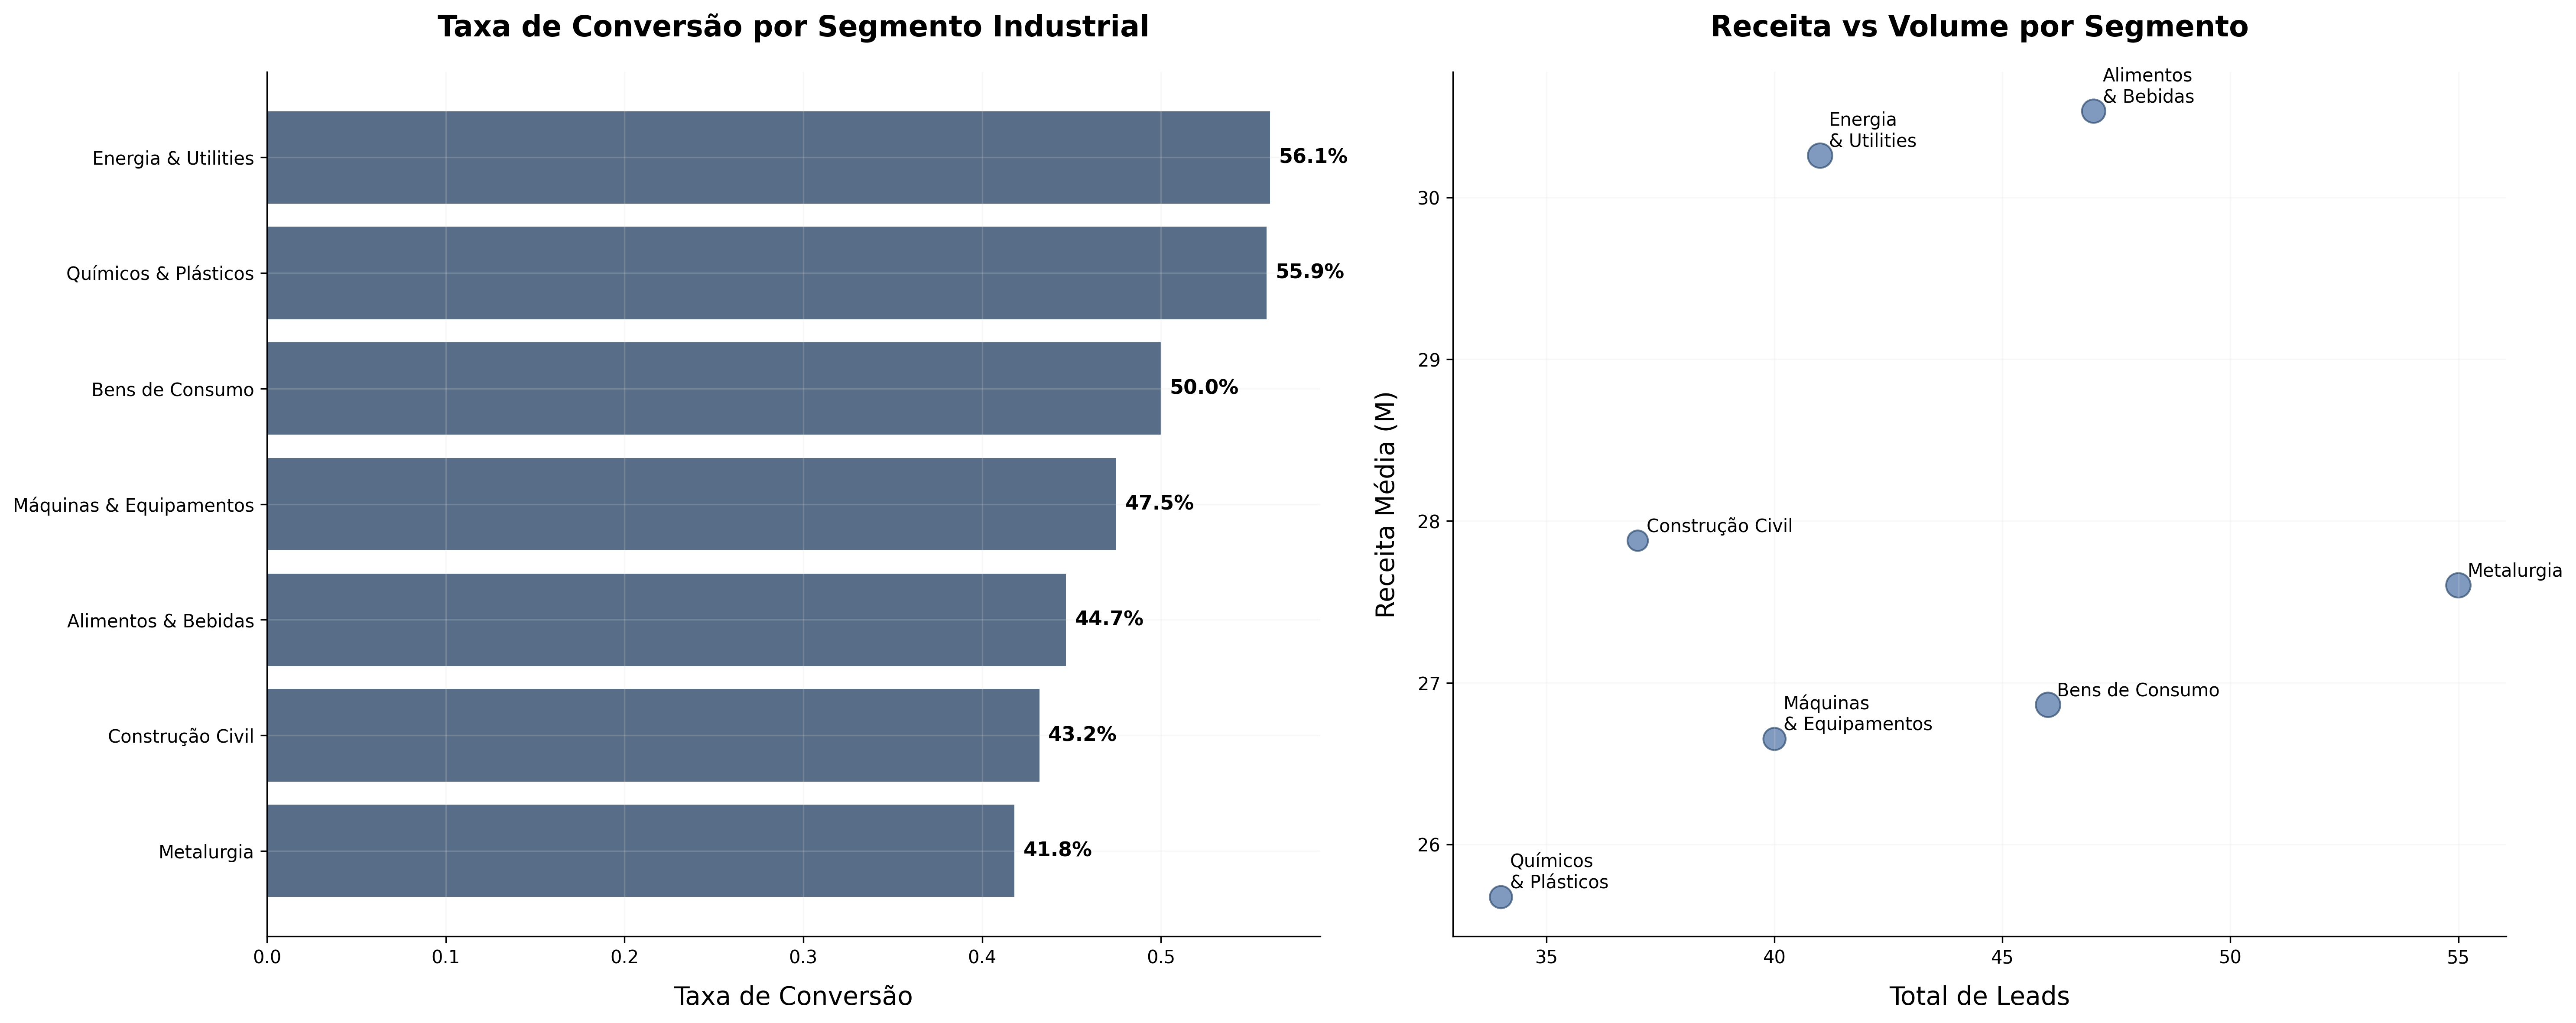 Taxa de Conversão por Segmento Industrial
Energia & Utilities
56.1%
Químicos & Plásticos
55.9%
Bens de Consumo
50.0%
Máquinas & Equipamentos
47.5%
Alimentos & Bebidas
44.7%
Construção Civil
43.2%
Metalurgia
41.8%
0.0
0.1
0.2
0.3
0.4
0.5
Taxa de Conversão
Receita vs Volume por Segmento
Receita Média (M)
30
29
28
27
26
Alimentos
& Bebidas
Energia
& Utilities
Construção Civil
Metalurgia
Bens de Consumo
Máquinas
& Equipamentos
Químicos
& Plásticos
35
40
45
50
55
Total de Leads